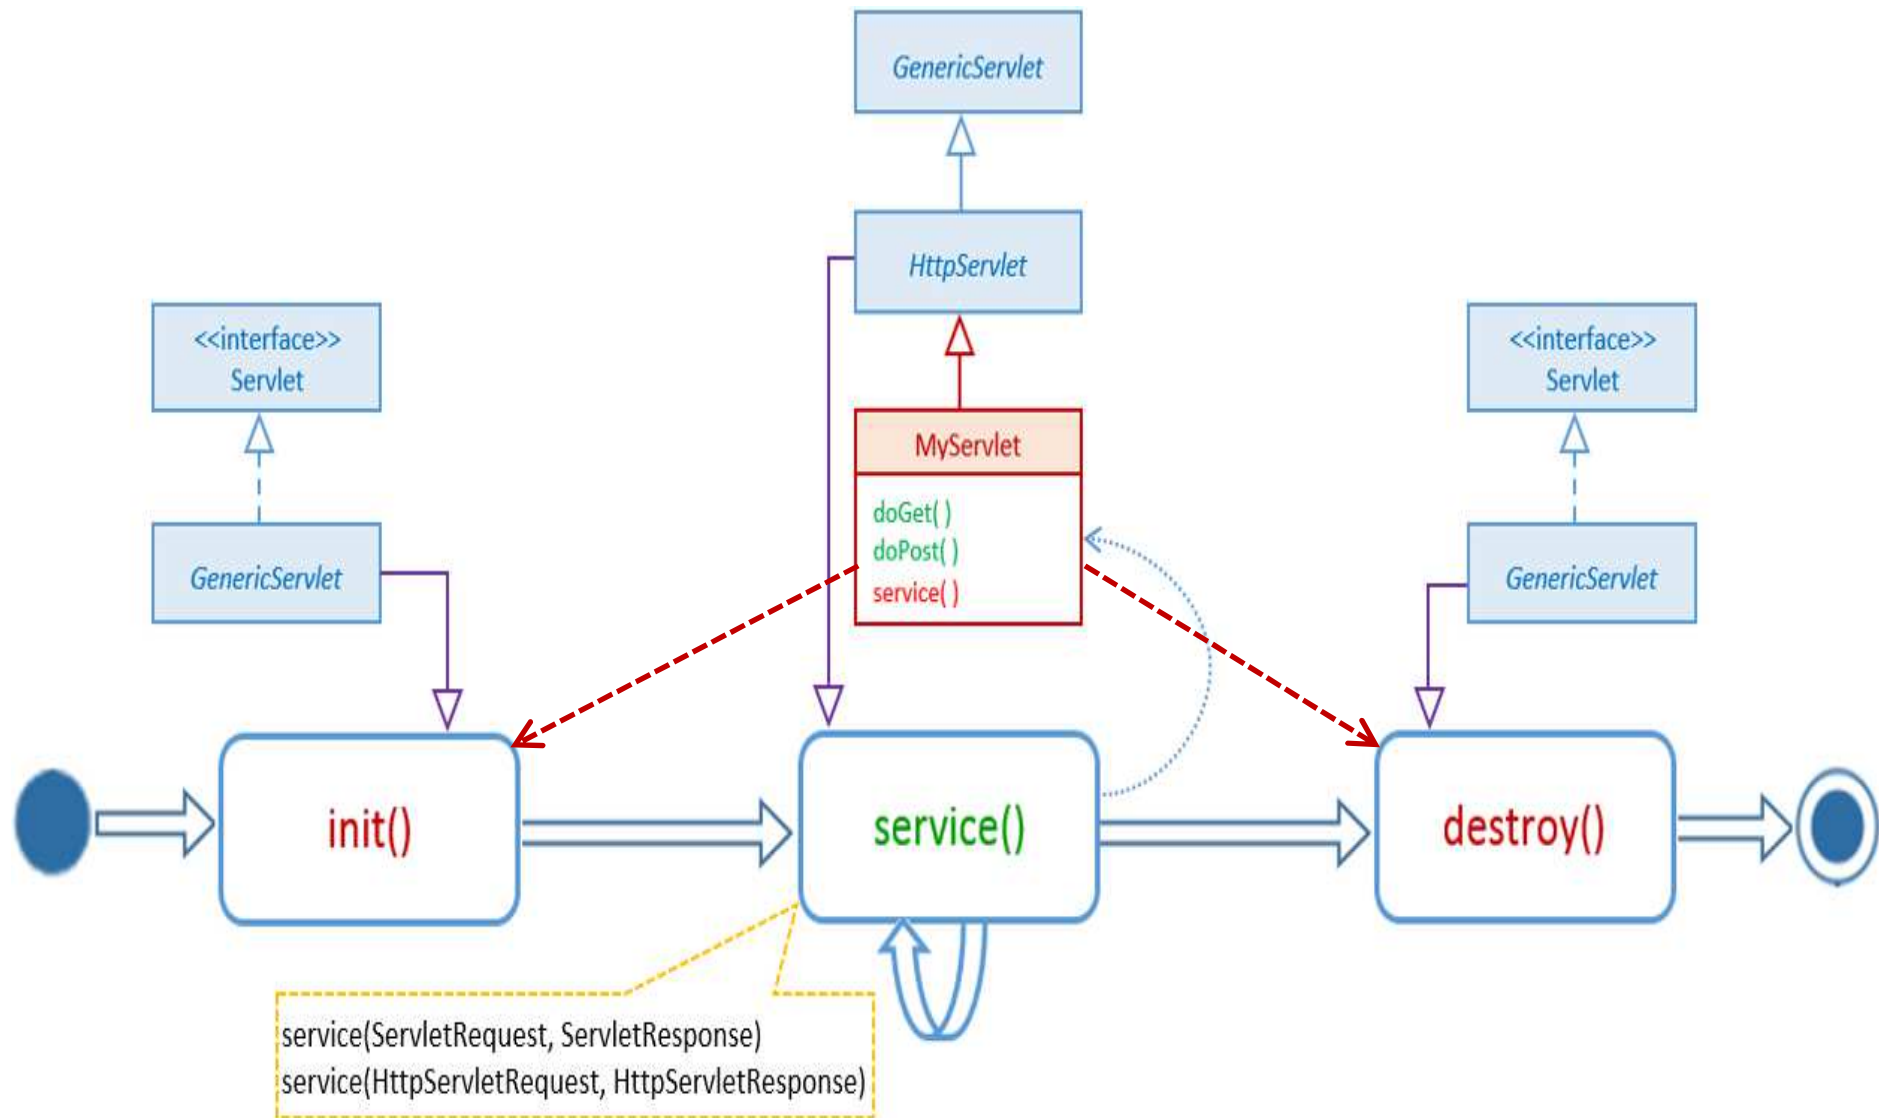 GenericServlet
HttpServlet
<<interface>>
Servlet
GenericServlet
MyServlet
doGet( )
doPost( )
service( )
<<interface>>
Servlet
GenericServlet
init()
service()
destroy()
service(ServletRequest, ServletResponse)
service(HttpServletRequest, HttpServletResponse)